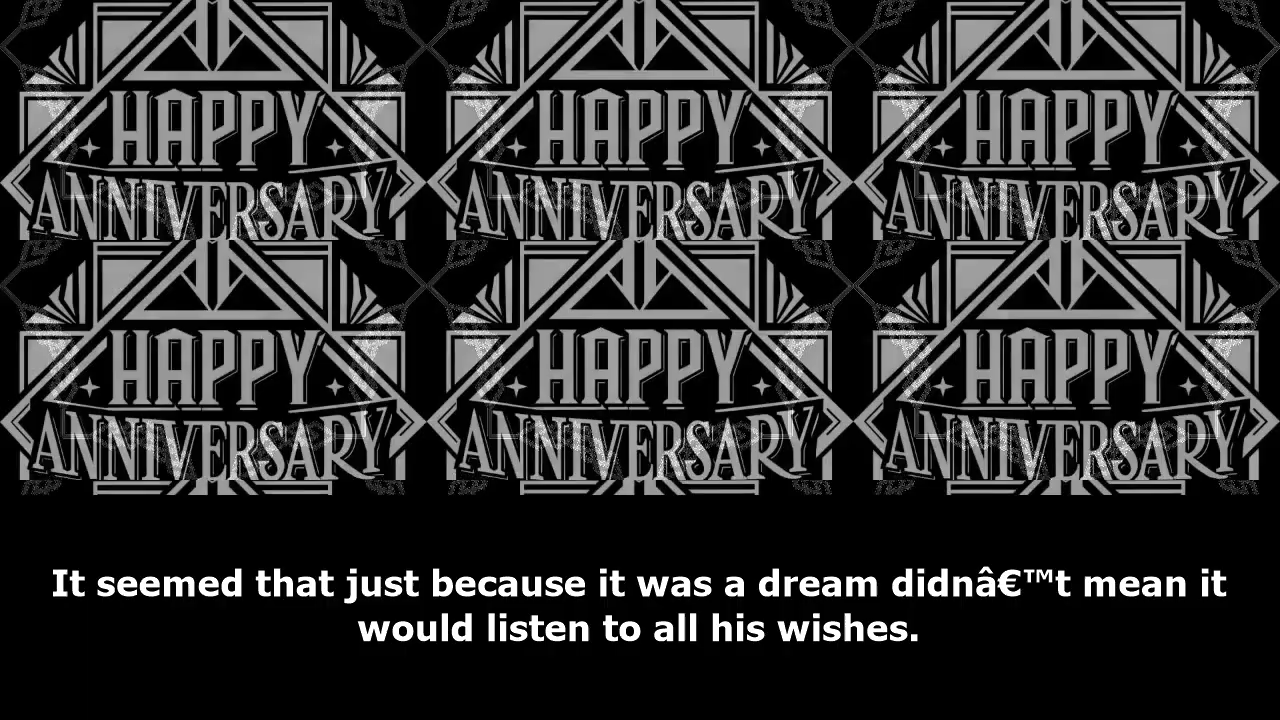 HAPPY HAPPY HAPPY
ANNIVERSARY ANNIVERSARY ANNIVERSARY
HAPPY HAPPY HAPPY
ANNIVERSARY ANNIVERSARY ANNIVERSARY
It seemed that just because it was a dream didnâ€™t mean it
would listen to all his wishes.